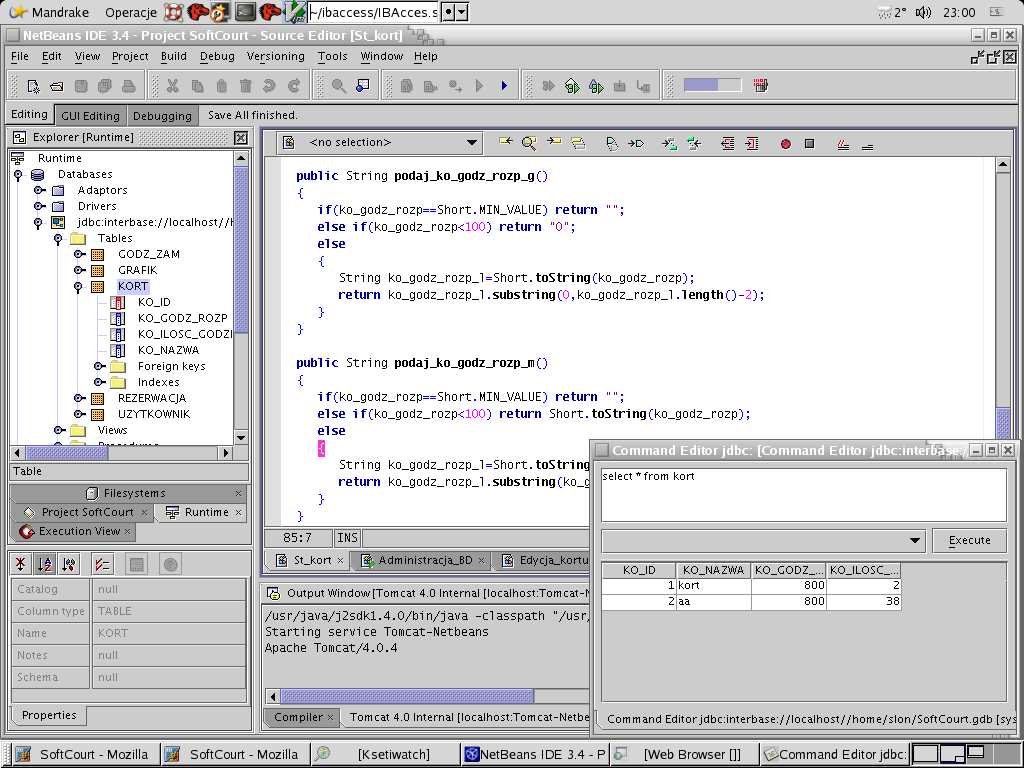 Mandrake Operacje ~/ibaccess/IBAcces.s 2° 23:00
NetBeans IDE 3.4 - Project SoftCourt - Source Editor [St_kort]
File Edit View Project Build Debug Versioning Tools Window Help
Editing GUI Editing Debugging Save All finished.
Explorer [Runtime]
Runtime
Databases
Adaptors
Drivers
jdbc:interbase://localhost//
Tables
GODZ_ZAM
GRAFIK
KORT
KO_ID
KO_GODZ_ROZP
KO_ILOSC_GODZI
KO_NAZWA
Foreign keys
Indexes
REZERWACJA
UZYTKOWNIK
Views
Procedures
Table
Filesystems ×
Project SoftCourt × Runtime ×
Execution View ×
Catalog null
Column type TABLE
Name KORT
Notes null
Schema null
Properties
<no selection>
public String podaj_ko_godz_rozp_g()
{
if(ko_godz_rozp==Short.MIN_VALUE) return "";
else if(ko_godz_rozp<100) return "0";
else
{
String ko_godz_rozp_l=Short.toString(ko_godz_rozp);
return ko_godz_rozp_l.substring(0,ko_godz_rozp_l.length()-2);
}
}
public String podaj_ko_godz_rozp_m()
{
if(ko_godz_rozp==Short.MIN_VALUE) return "";
else if(ko_godz_rozp<100) return Short.toString(ko_godz_rozp);
else
{
String ko_godz_rozp_l=Short.toString
return ko_godz_rozp_l.substring(ko_g
}
}
85:7 INS
St_kort × Administracja_BD × Edycja_kortu
Output Window [Tomcat 4.0 Internal [localhost:Tomcat-N
/usr/java/j2sdk1.4.0/bin/java -classpath "/usr/
Starting service Tomcat-Netbeans
Apache Tomcat/4.0.4
Compiler × Tomcat 4.0 Internal [localhost:Tomcat-Netbe
Command Editor jdbc: [Command Editor jdbc:interbase:/
select * from kort
Execute
KO_ID KO_NAZWA KO_GODZ_... KO_ILOSC_...
1 kort 800 2
2 aa 800 38
Command Editor jdbc:interbase://localhost//home/slon/SoftCourt.gdb [sys
SoftCourt - Mozilla SoftCourt - Mozilla [Ksetiwatch] NetBeans IDE 3.4 - P [Web Browser []] Command Editor jdbc: